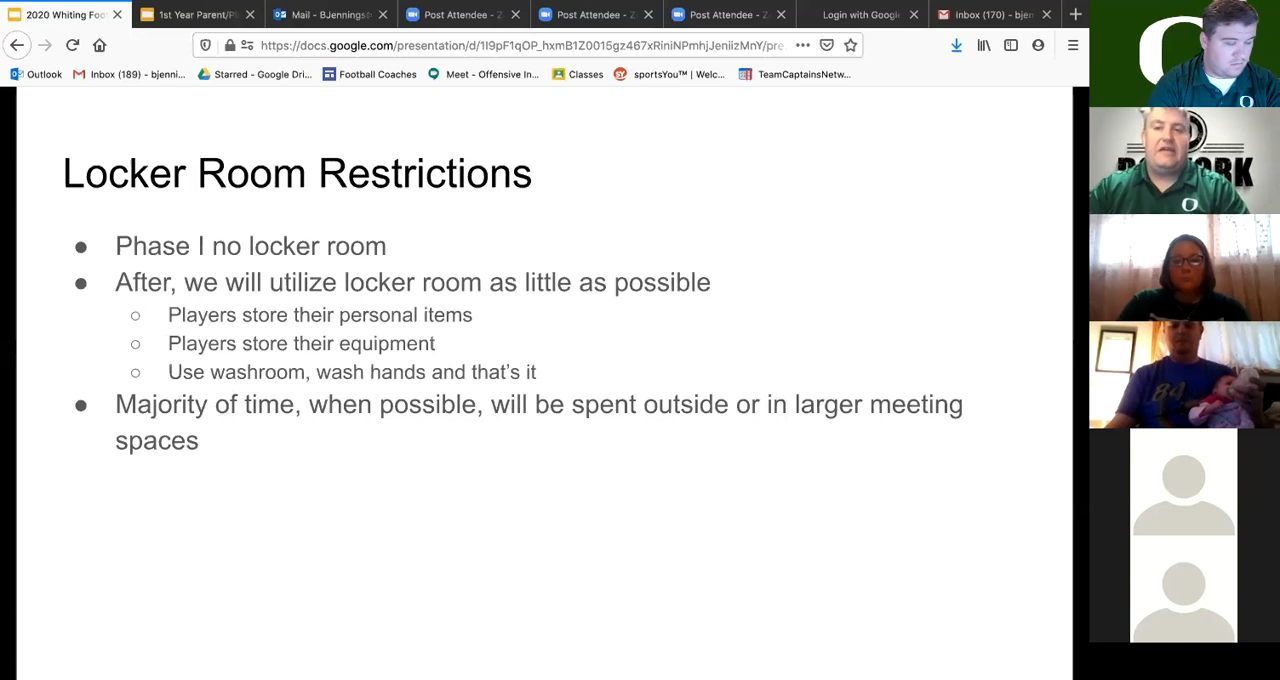 2020 Whiting Foo
1st Year Parent/Pl
Mail - BJenningst
Post Attendee - Z
Post Attendee - Z
Post Attendee - Z
Login with Googl
Inbox (170) - bjen
https://docs.google.com/presentation/d/1I9pF1qOP_hxmB1Z0015gz467xRiniNPmhjJeniizMnY/pre
Outlook
Inbox (189) - bjenni...
Starred - Google Dri...
Football Coaches
Meet - Offensive In...
Classes
sportsYou™ | Welc...
TeamCaptainsNetw...
Locker Room Restrictions
● Phase I no locker room
● After, we will utilize locker room as little as possible
○ Players store their personal items
○ Players store their equipment
○ Use washroom, wash hands and that's it
● Majority of time, when possible, will be spent outside or in larger meeting
spaces
O
O
O
84